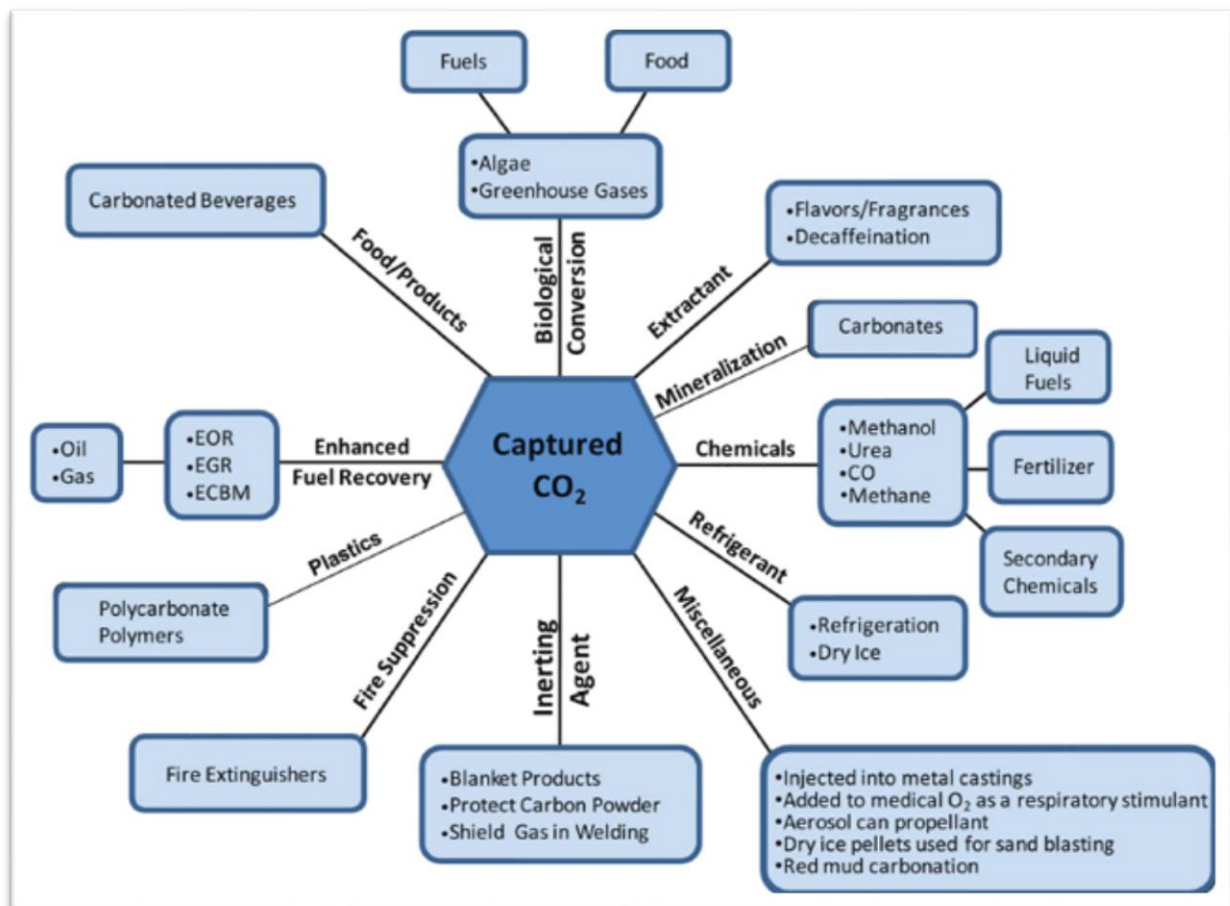 Fuels
Food
•Algae
•Greenhouse Gases
Carbonated Beverages
•Flavors/Fragrances
•Decaffeination
Food/Products
Biological
Conversion
Extractant
Mineralization
Carbonates
Liquid
Fuels
•Oil
•Gas
•EOR
•EGR
•ECBM
Enhanced
Fuel Recovery
Captured
CO₂
Chemicals
•Methanol
•Urea
•CO
•Methane
Fertilizer
Secondary
Chemicals
Plastics
Polycarbonate
Polymers
Refrigerant
•Refrigeration
•Dry Ice
Fire Suppression
Fire Extinguishers
Inerting
Agent
•Blanket Products
•Protect Carbon Powder
•Shield Gas in Welding
Miscellaneous
•Injected into metal castings
•Added to medical O₂ as a respiratory stimulant
•Aerosol can propellant
•Dry ice pellets used for sand blasting
•Red mud carbonation